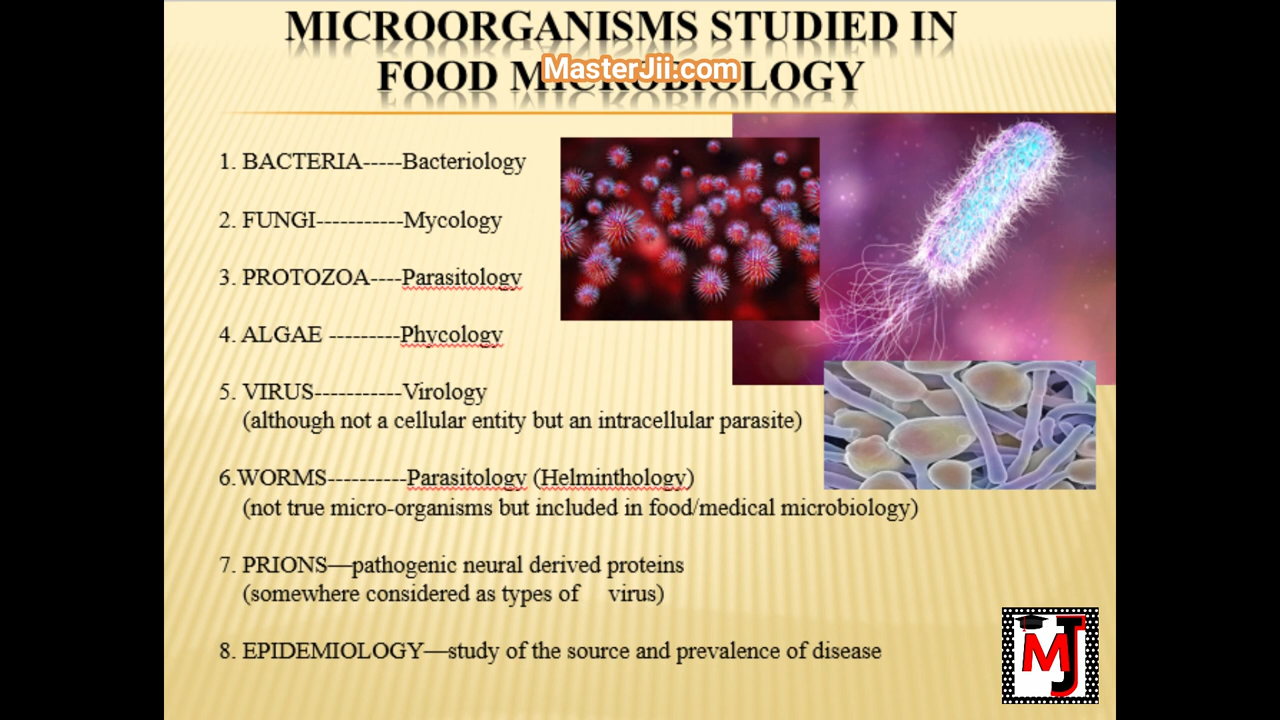 MICROORGANISMS STUDIED IN
FOOD MICROBIOLOGY
MasterJii.com
1. BACTERIA-----Bacteriology
2. FUNGI----------Mycology
3. PROTOZOA----Parasitology
4. ALGAE ---------Phycology
5. VIRUS-----------Virology
(although not a cellular entity but an intracellular parasite)
6.WORMS----------Parasitology (Helminthology)
(not true micro-organisms but included in food/medical microbiology)
7. PRIONS—pathogenic neural derived proteins
(somewhere considered as types of virus)
8. EPIDEMIOLOGY—study of the source and prevalence of disease
MJ